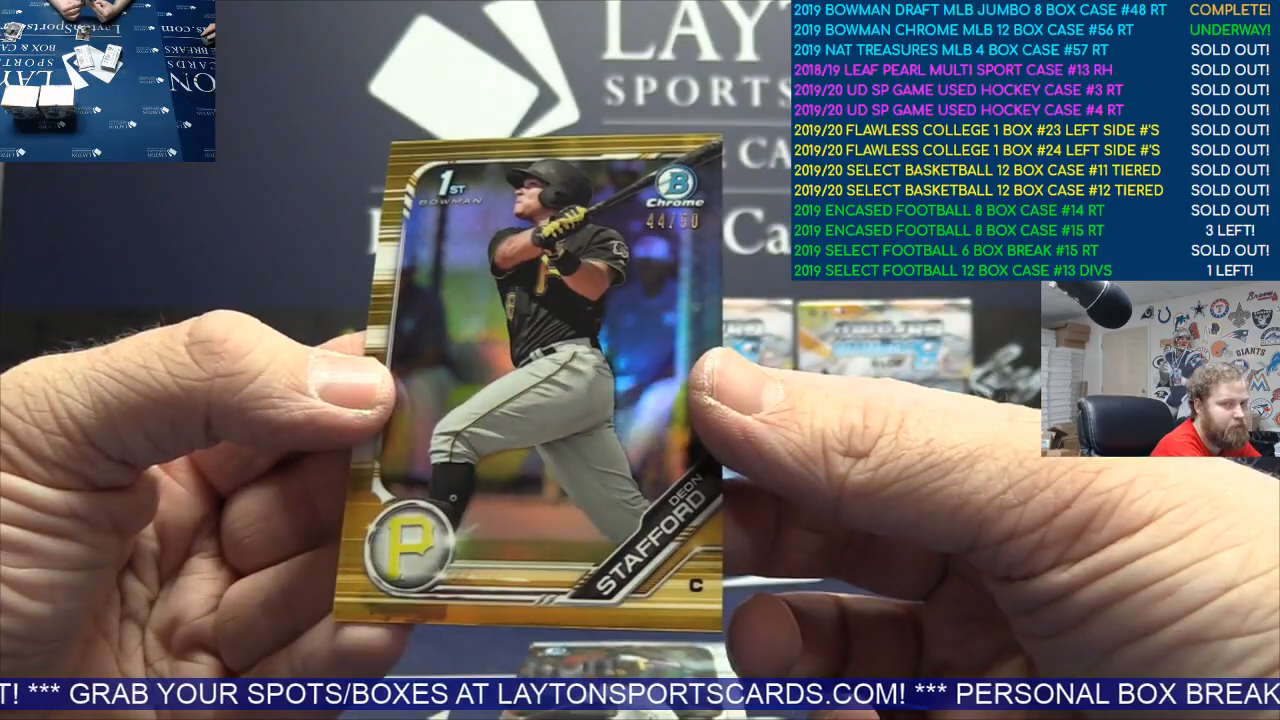 2019 BOWMAN DRAFT MLB JUMBO 8 BOX CASE #48 RT COMPLETE!
2019 BOWMAN CHROME MLB 12 BOX CASE #56 RT UNDERWAY!
2019 NAT TREASURES MLB 4 BOX CASE #57 RT SOLD OUT!
2018/19 LEAF PEARL MULTI SPORT CASE #13 RH SOLD OUT!
2019/20 UD SP GAME USED HOCKEY CASE #3 RT SOLD OUT!
2019/20 UD SP GAME USED HOCKEY CASE #4 RT SOLD OUT!
2019/20 FLAWLESS COLLEGE 1 BOX #23 LEFT SIDE #'S SOLD OUT!
2019/20 FLAWLESS COLLEGE 1 BOX #24 LEFT SIDE #'S SOLD OUT!
2019/20 SELECT BASKETBALL 12 BOX CASE #11 TIERED SOLD OUT!
2019/20 SELECT BASKETBALL 12 BOX CASE #12 TIERED SOLD OUT!
2019 ENCASED FOOTBALL 8 BOX CASE #14 RT SOLD OUT!
2019 ENCASED FOOTBALL 8 BOX CASE #15 RT 3 LEFT!
2019 SELECT FOOTBALL 6 BOX BREAK #15 RT SOLD OUT!
2019 SELECT FOOTBALL 12 BOX CASE #13 DIVS 1 LEFT!
LAYT
SPORTS
1ST
BOWMAN
B
Chrome
44/50
P
DEON
STAFFORD
C
GIANTS
T! *** GRAB YOUR SPOTS/BOXES AT LAYTONSPORTSCARDS.COM! *** PERSONAL BOX BREAK